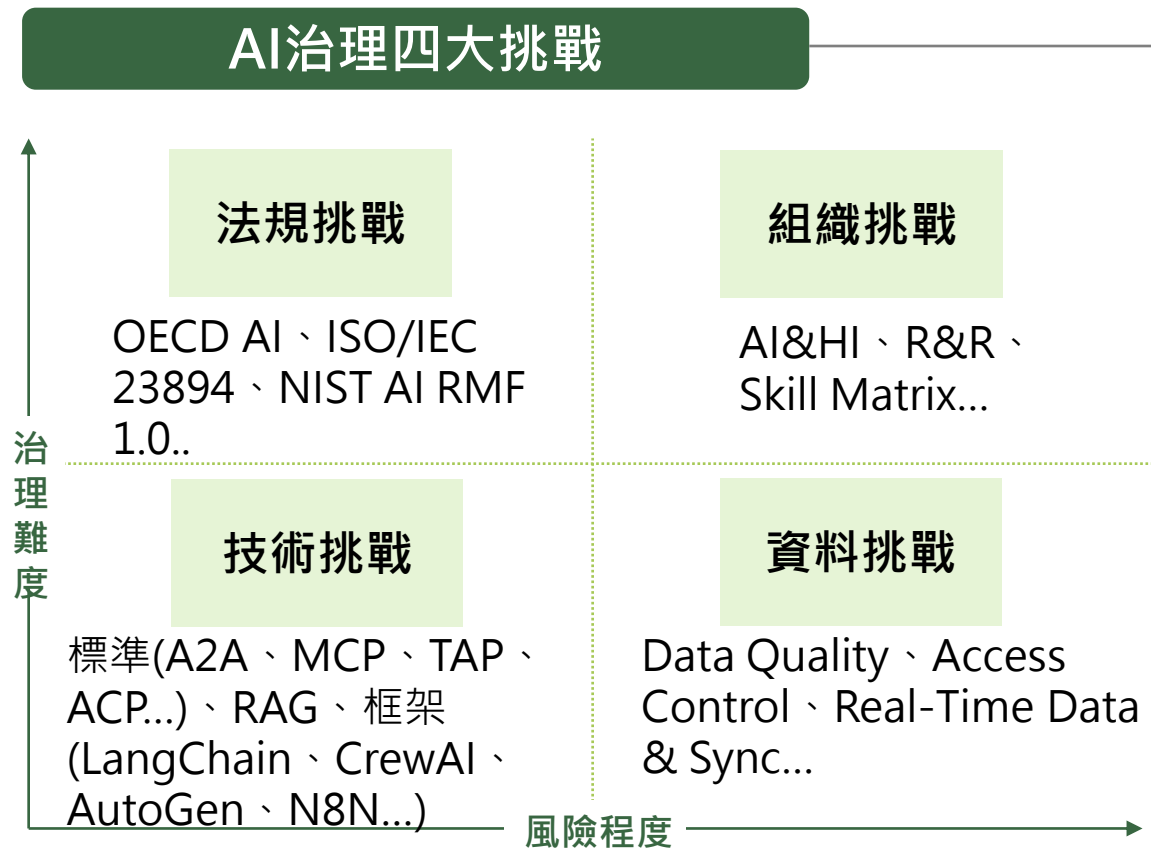 AI治理四大挑戰
法規挑戰
OECD AI、ISO/IEC
23894、NIST AI RMF
1.0..
組織挑戰
AI&HI、R&R、
Skill Matrix…
治理難度
技術挑戰
標準(A2A、MCP、TAP、
ACP…)、RAG、框架
(LangChain、CrewAI、
AutoGen、N8N…)
資料挑戰
Data Quality、Access
Control、Real-Time Data
& Sync…
風險程度